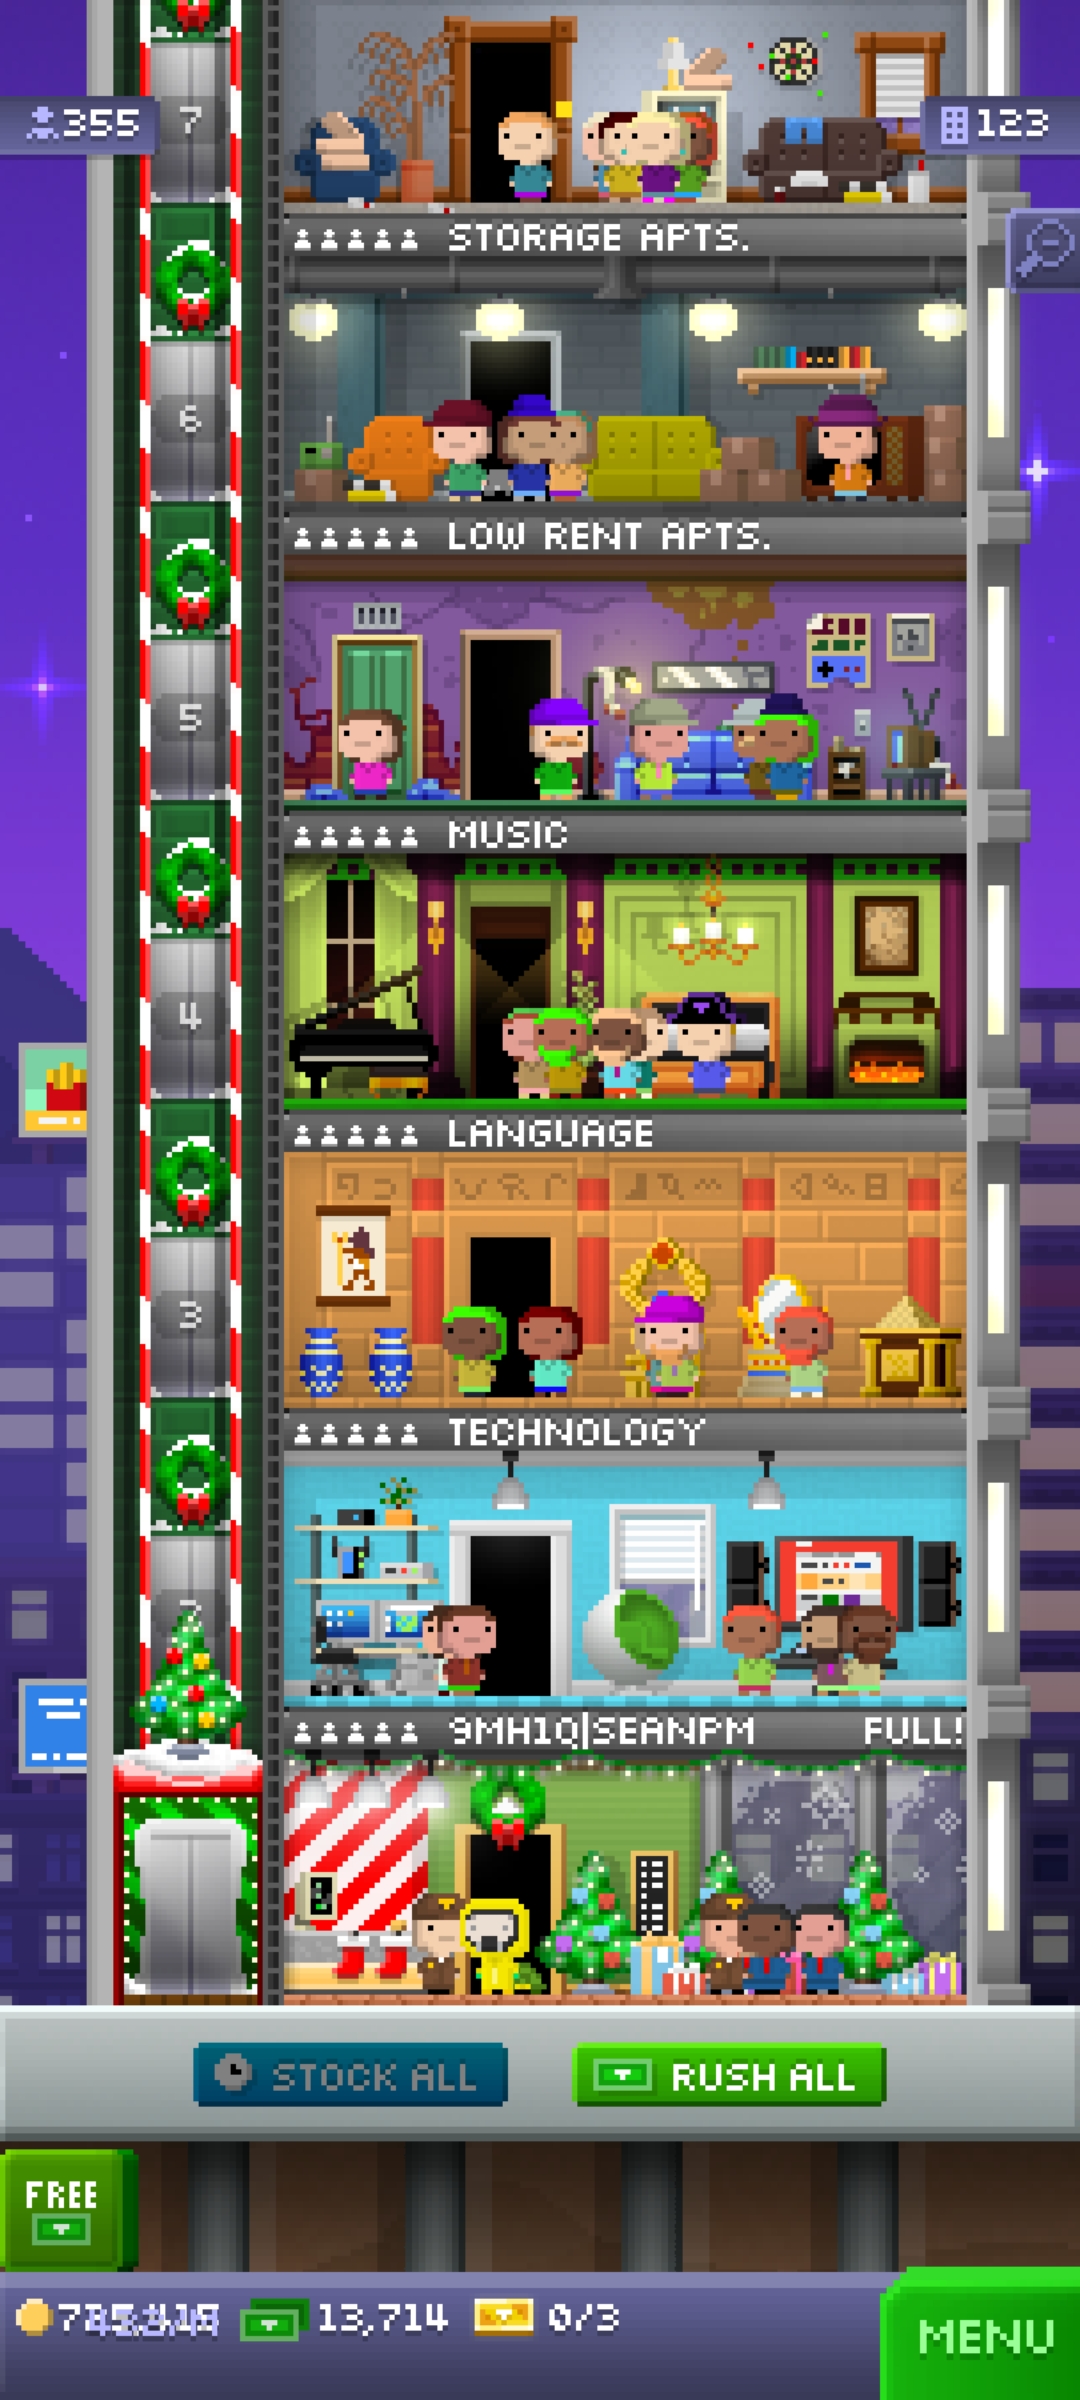 7
355
123
STORAGE APTS.
6
LOW RENT APTS.
5
MUSIC
4
LANGUAGE
3
TECHNOLOGY
9MH1Q|SEANPM FULL!
STOCK ALL
RUSH ALL
FREE
13,714
0/3
MENU